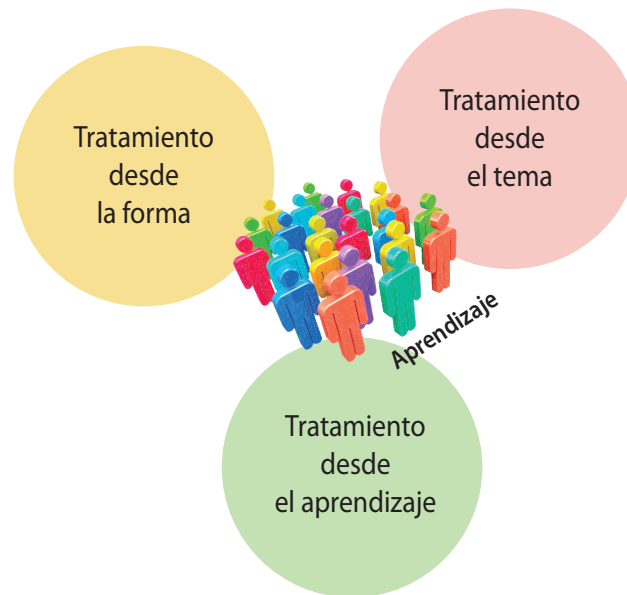 Tratamiento
desde
la forma
Tratamiento
desde
el tema
Aprendizaje
Tratamiento
desde
el aprendizaje